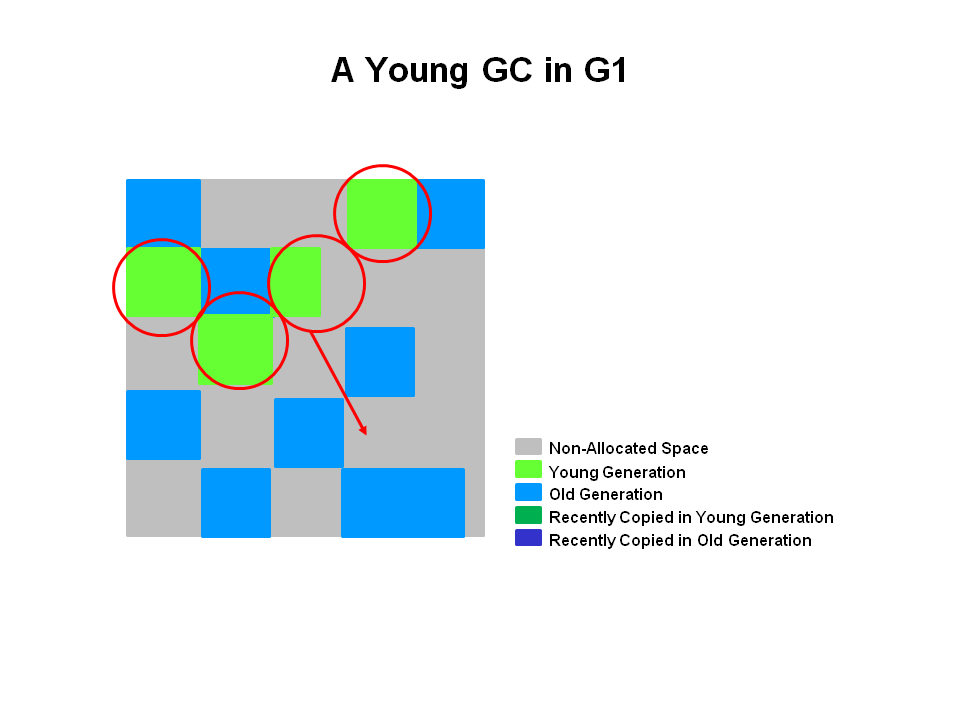 A Young GC in G1
Non-Allocated Space
Young Generation
Old Generation
Recently Copied in Young Generation
Recently Copied in Old Generation